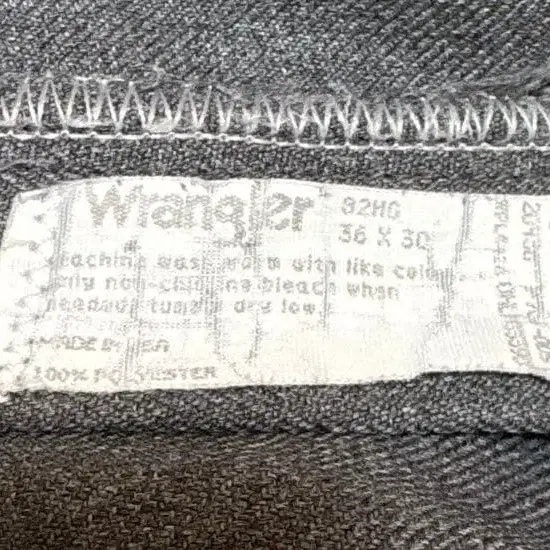 Wrangler 82HG
36 X 30
machine wash warm with like colors
only non-chlorine bleach when
needed tumble dry low.
MADE IN USA
100% POLYESTER